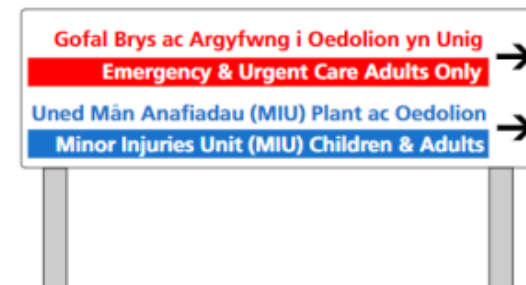 Gofal Brys ac Argyfwng i Oedolion yn Unig
Emergency & Urgent Care Adults Only
Uned Mân Anafiadau (MIU) Plant ac Oedolion
Minor Injuries Unit (MIU) Children & Adults